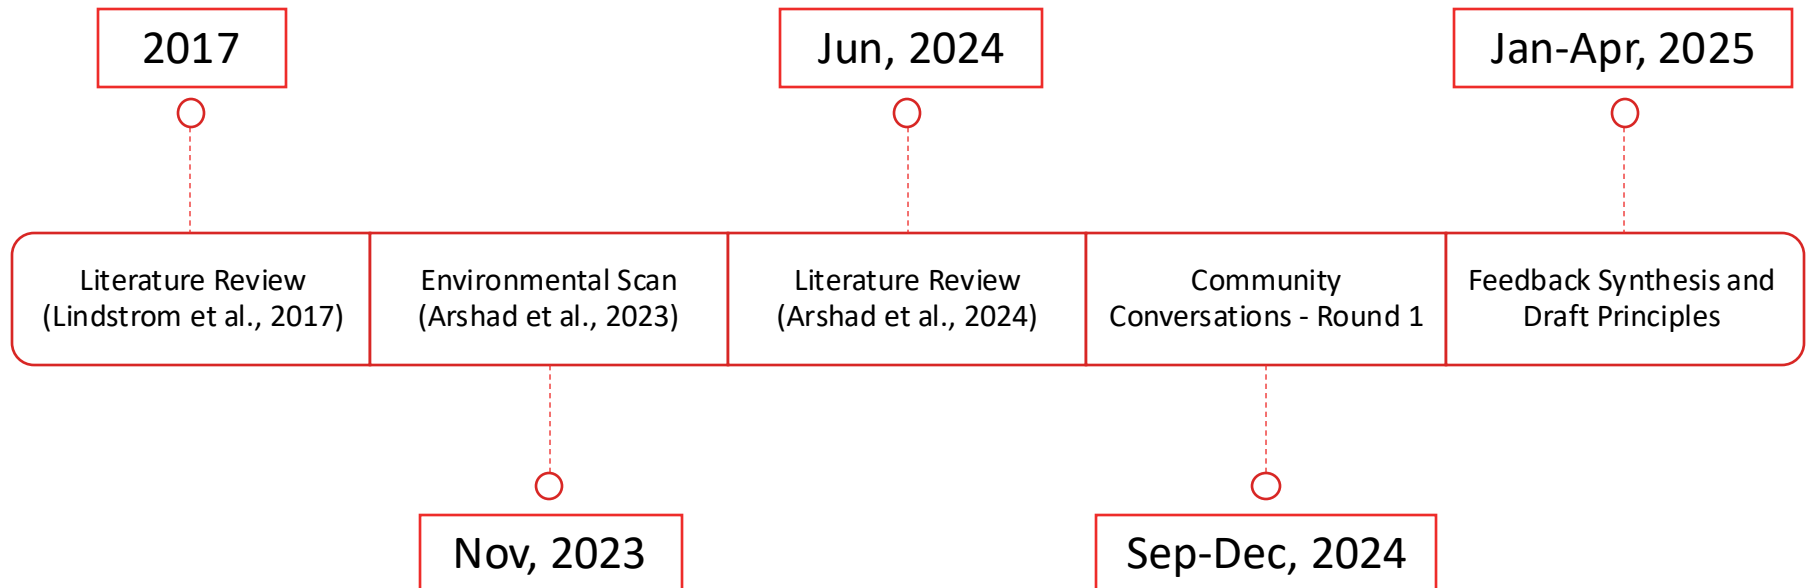 2017
Jun, 2024
Jan-Apr, 2025
Literature Review
(Lindstrom et al., 2017)
Environmental Scan
(Arshad et al., 2023)
Literature Review
(Arshad et al., 2024)
Community
Conversations - Round 1
Feedback Synthesis and
Draft Principles
Nov, 2023
Sep-Dec, 2024